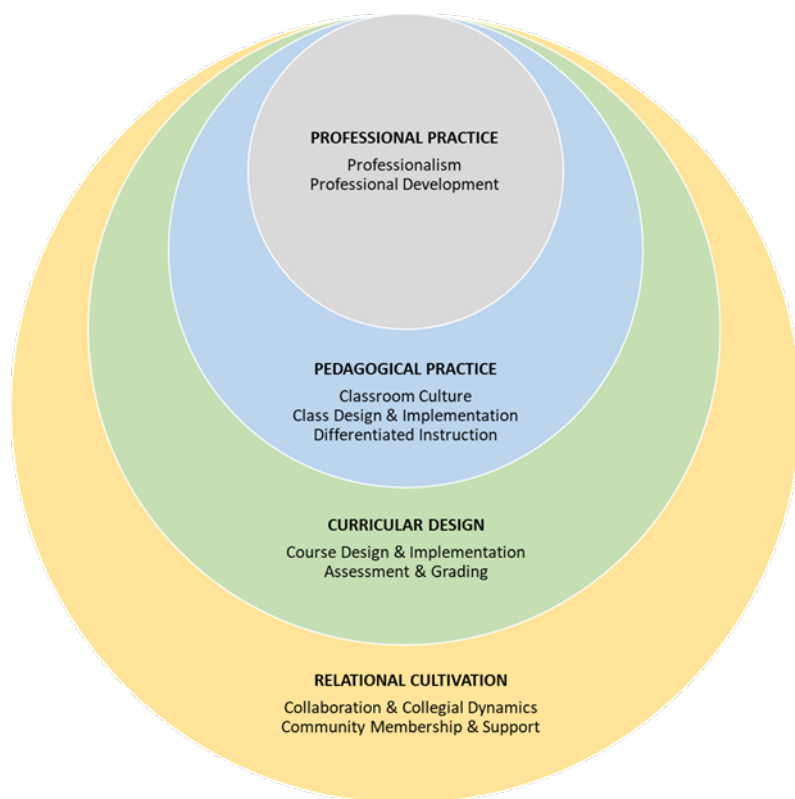 PROFESSIONAL PRACTICE
Professionalism
Professional Development
PEDAGOGICAL PRACTICE
Classroom Culture
Class Design & Implementation
Differentiated Instruction
CURRICULAR DESIGN
Course Design & Implementation
Assessment & Grading
RELATIONAL CULTIVATION
Collaboration & Collegial Dynamics
Community Membership & Support